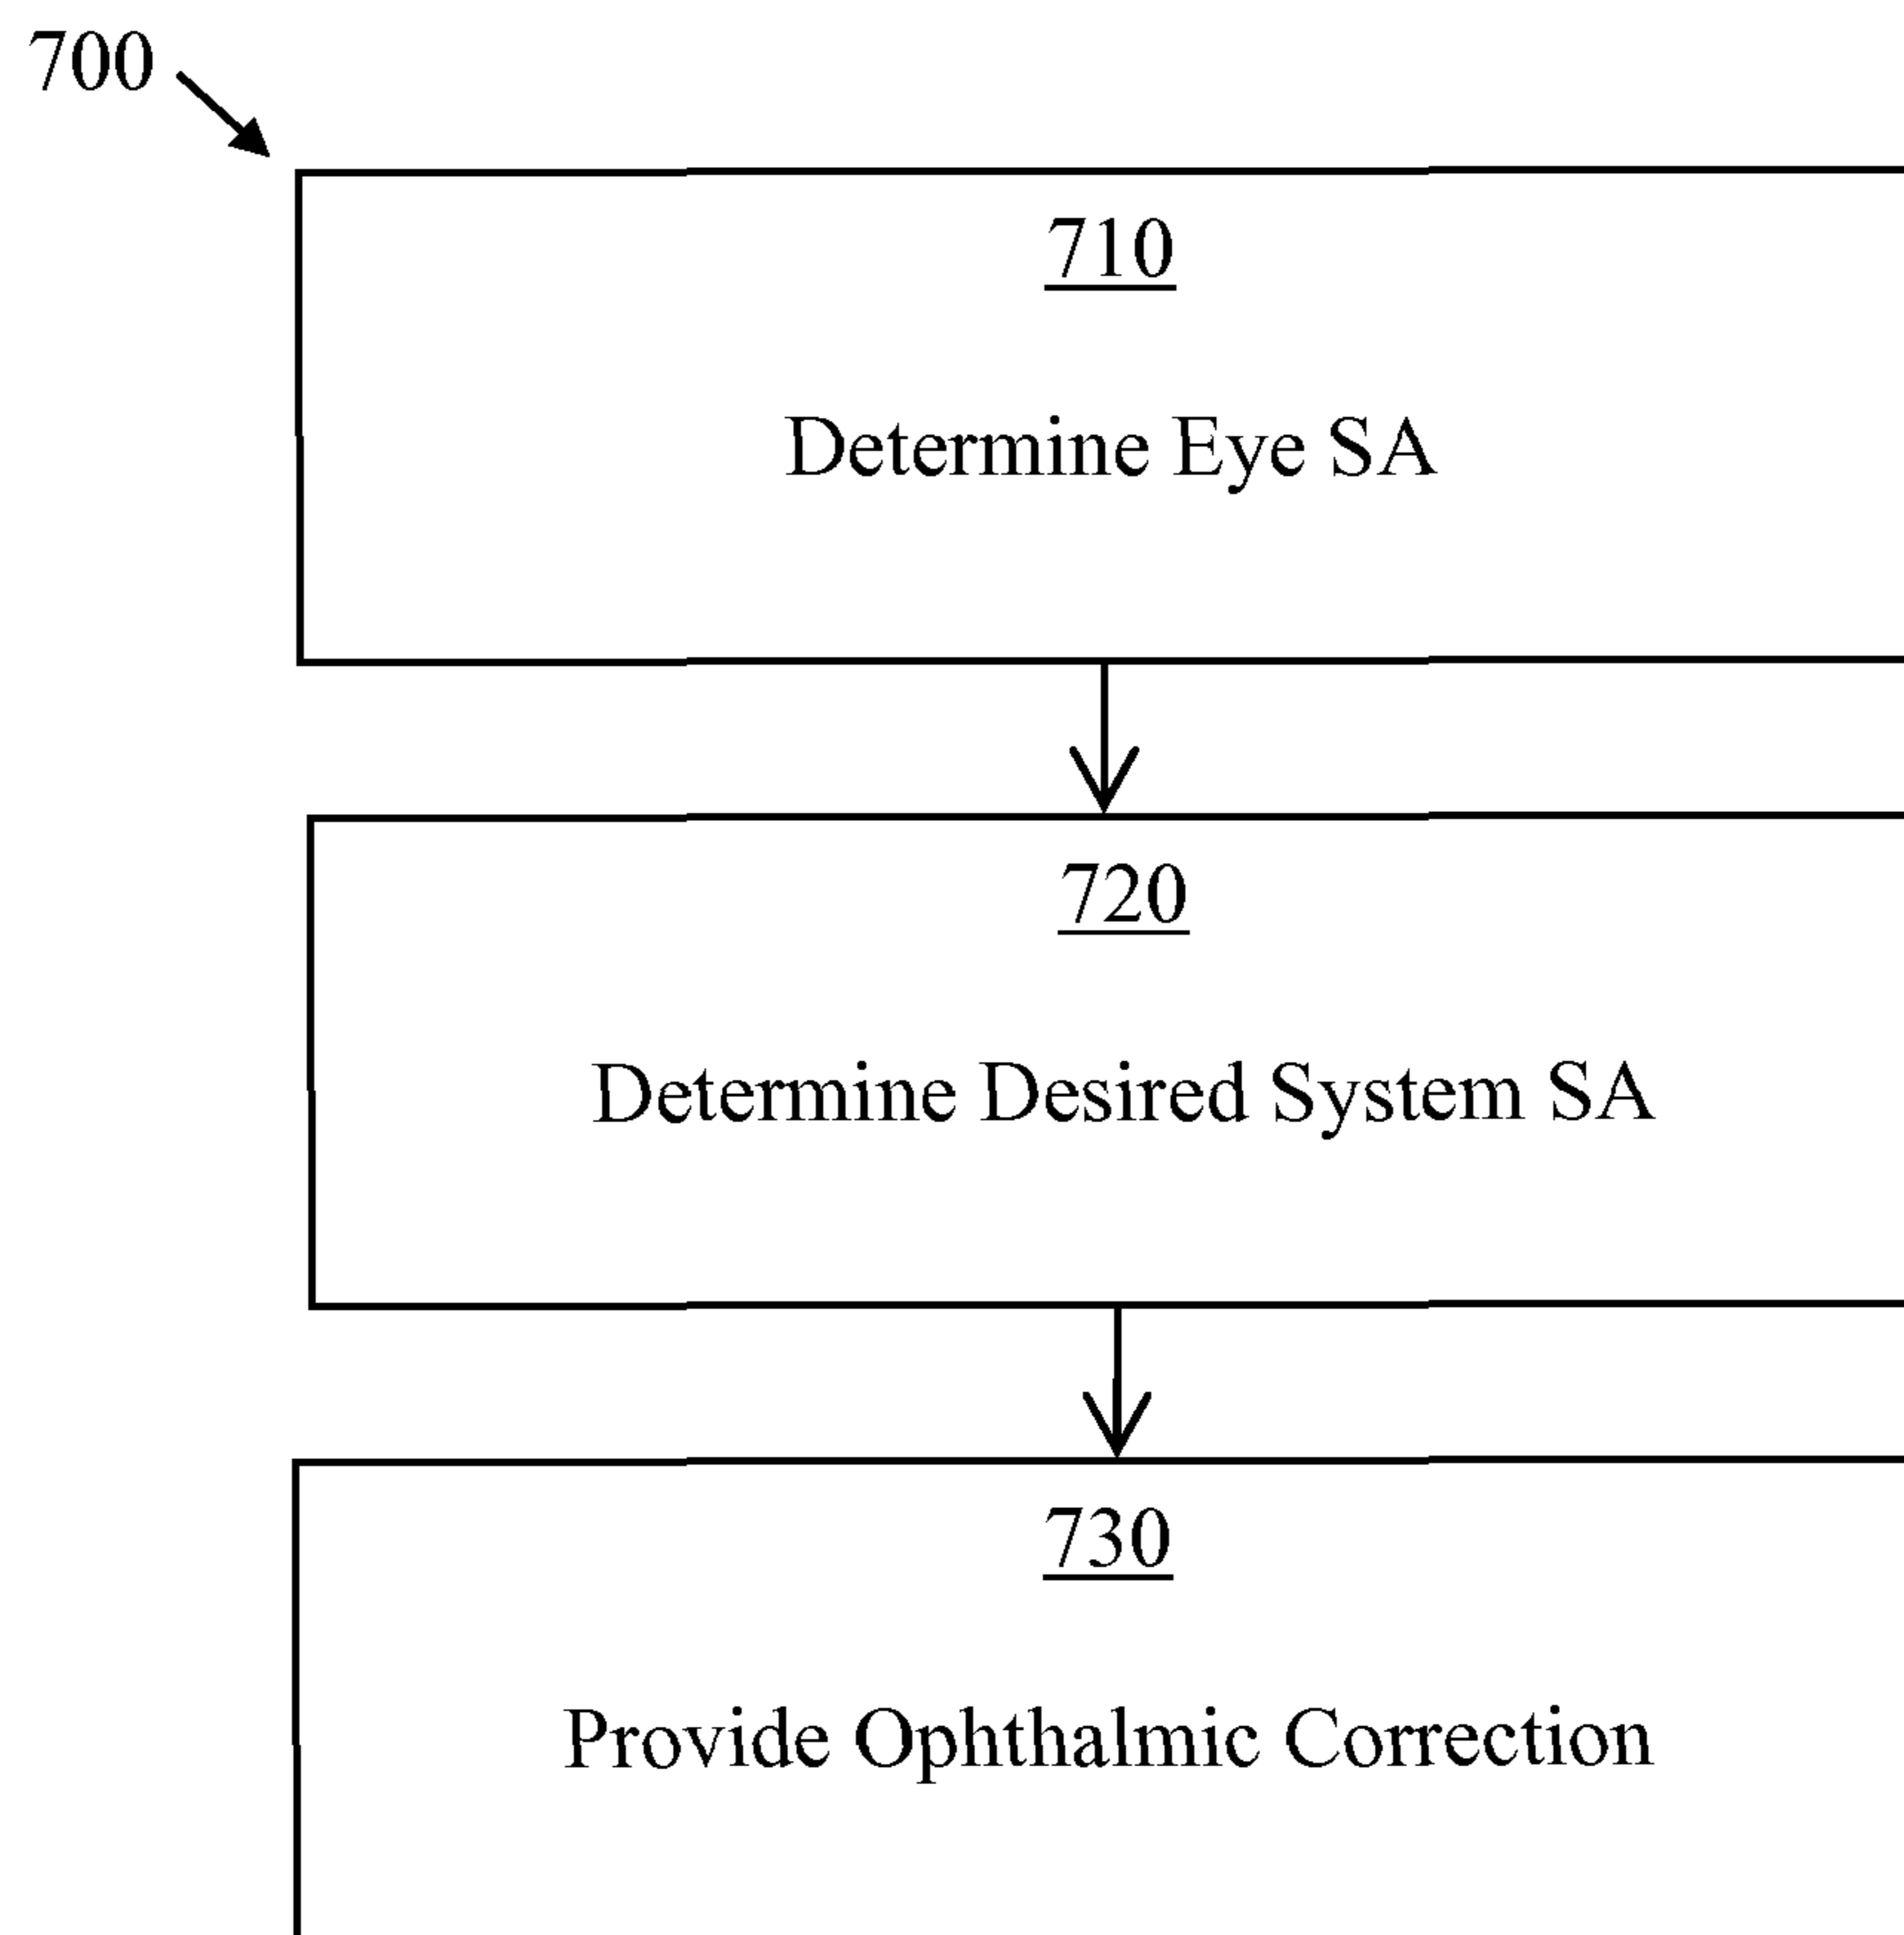 700
710
Determine Eye SA
720
Determine Desired System SA
730
Provide Ophthalmic Correction